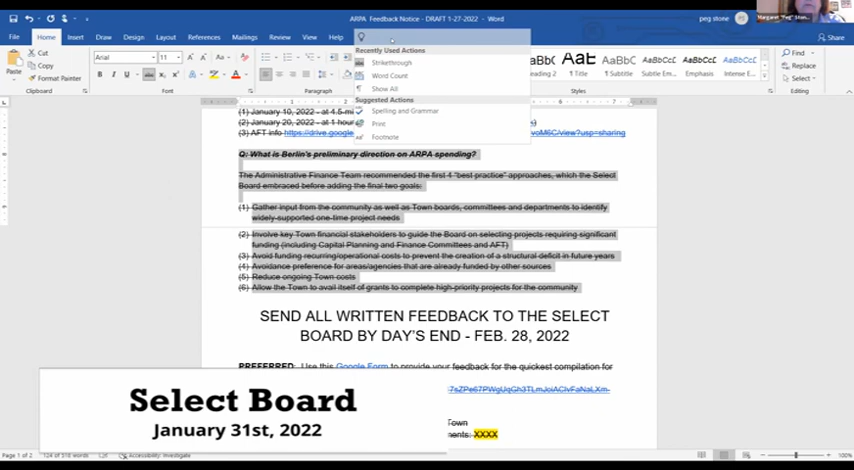 ARPA Feedback Notice - DRAFT 1-27-2022 - Word
peg stone
File Home Insert Draw Design Layout References Mailings Review View Help
Share
Cut
Copy
Format Painter
Paste
Clipboard
Arial
11
Font
Paragraph
Heading 2
Title
Subtitle
Subtle Em...
Emphasis
Intense E...
Styles
Find
Replace
Select
Editing
Recently Used Actions
Strikethrough
Word Count
Show All
Suggested Actions
Spelling and Grammar
Print
Footnote
(1) January 10, 2022 - at 4.5-mi
(2) January 20, 2022 - at 1 hour
(3) AFT info https://drive.google
voiM6C/view?usp=sharing
Q: What is Berlin's preliminary direction on ARPA spending?
The Administrative Finance Team recommended the first 4 "best practice" approaches, which the Select
Board embraced before adding the final two goals:
(1) Gather input from the community as well as Town boards, committees and departments to identify
widely-supported one-time project needs
(2) Involve key Town financial stakeholders to guide the Board on selecting projects requiring significant
funding (including Capital Planning and Finance Committees and AFT)
(3) Avoid funding recurring/operational costs to prevent the creation of a structural deficit in future years
(4) Avoidance preference for areas/agencies that are already funded by other sources
(5) Reduce ongoing Town costs
(6) Allow the Town to avail itself of grants to complete high-priority projects for the community
SEND ALL WRITTEN FEEDBACK TO THE SELECT
BOARD BY DAY'S END - FEB. 28, 2022
PREFERRED: Use this Google Form to provide your feedback for the quickest compilation for
Town
ments: XXXX
Select Board
January 31st, 2022
Page 1 of 2 124 of 518 words Accessibility: Investigate
100%